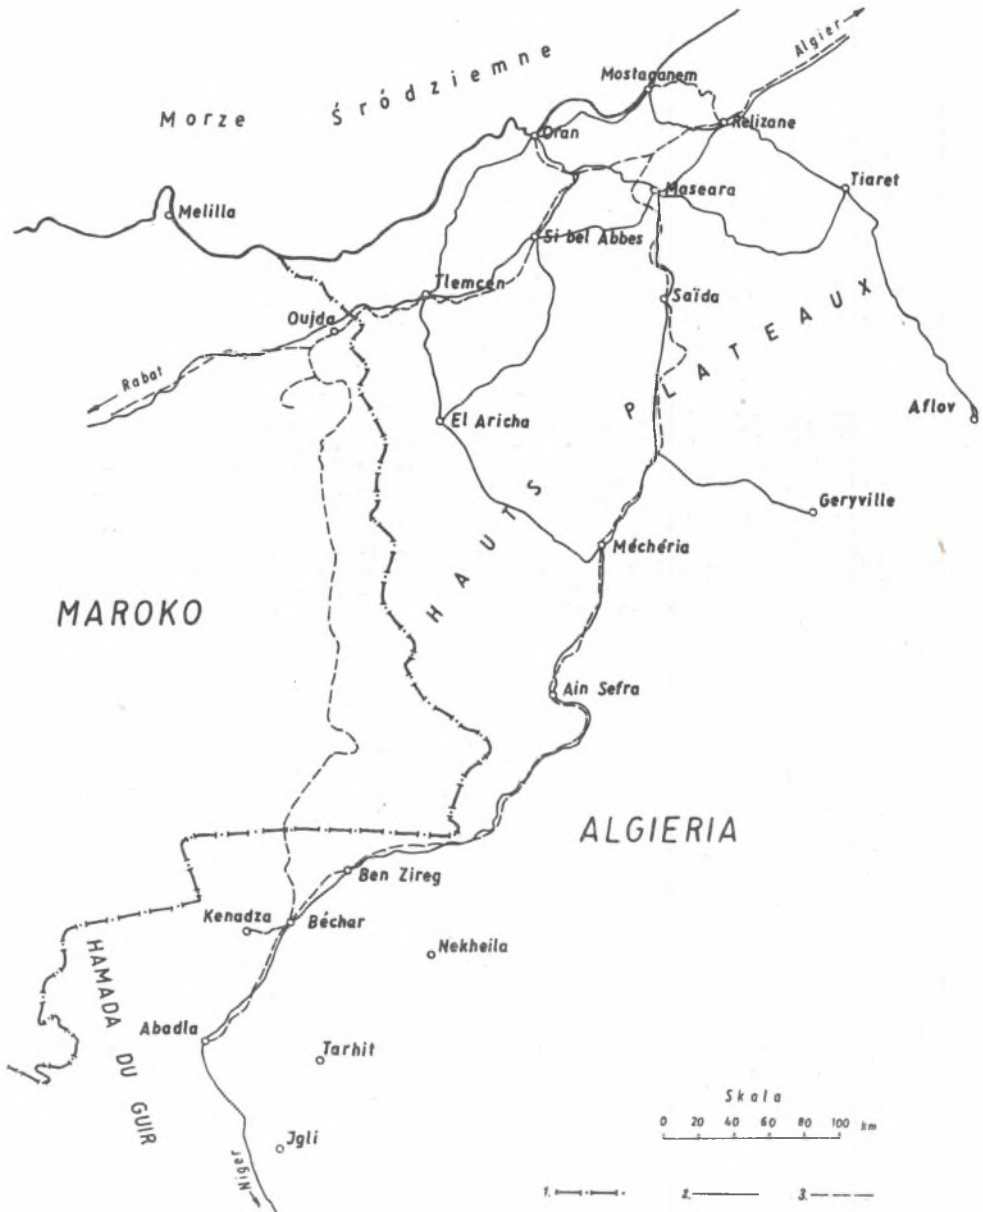 Algier
Morze Śródziemne
Mostaganem
Relizane
Oran
Tiaret
Maseara
Melilla
Si bel Abbes
Tlemcen
Saïda
Oujda
HAUTS PLATEAUX
Rabat
El Aricha
Aflov
Geryville
Méchéria
MAROKO
Ain Sefra
ALGIERIA
Ben Zireg
Kenadza
Béchar
Nekheila
HAMADA DU GUIR
Abadla
Tarhit
Jgli
Niger
Skala
0 20 40 60 80 100 km
1. 2. 3.